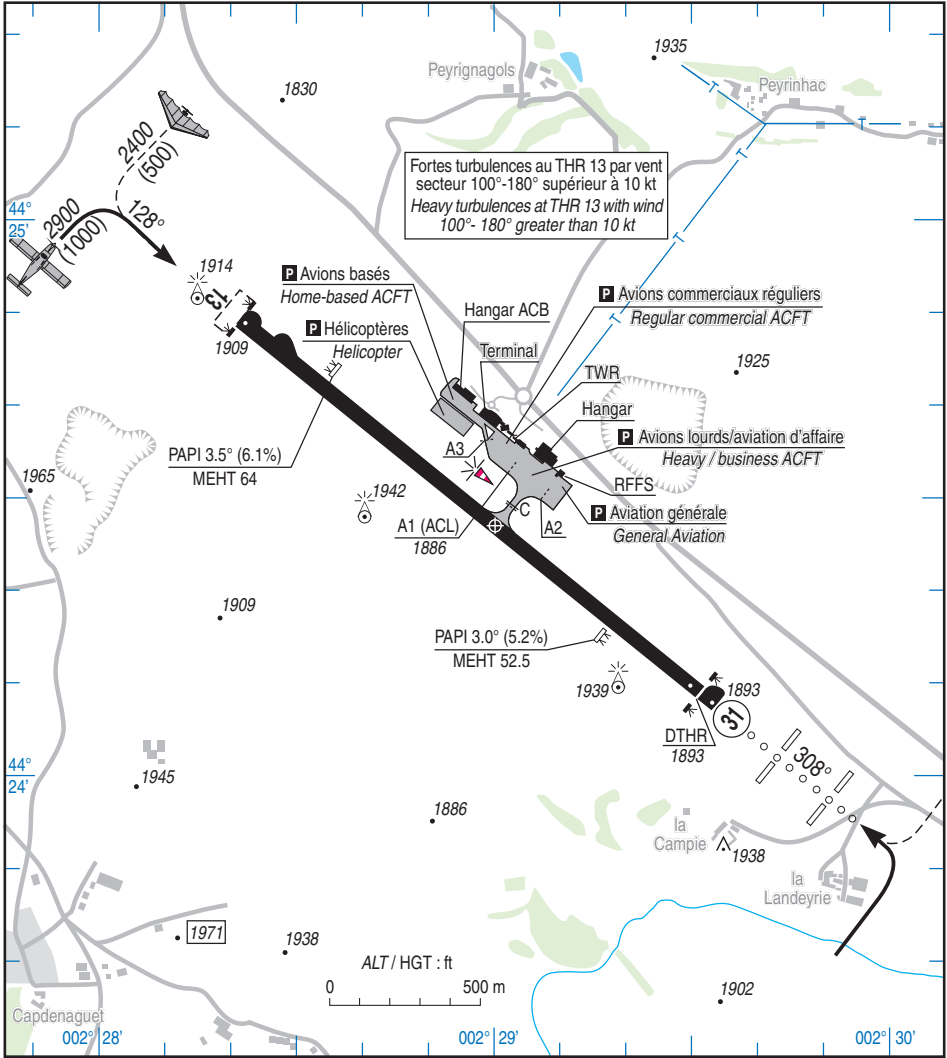 1935
Peyrignagols
Peyrinhac
1830
2400
(500)
Fortes turbulences au THR 13 par vent
secteur 100°-180° supérieur à 10 kt
Heavy turbulences at THR 13 with wind
100°- 180° greater than 10 kt
44°
25'
2900
(1000)
128°
1914
13
1909
P Avions basés
Home-based ACFT
P Hélicoptères
Helicopter
Hangar ACB
Terminal
P Avions commerciaux réguliers
Regular commercial ACFT
TWR
1925
Hangar
P Avions lourds/aviation d'affaire
Heavy / business ACFT
A3
RFFS
PAPI 3.5° (6.1%)
MEHT 64
1965
1942
C
A1 (ACL)
1886
A2
P Aviation générale
General Aviation
1909
PAPI 3.0° (5.2%)
MEHT 52.5
1939
1893
31
DTHR
1893
308°
44°
24'
1945
1886
la
Campie
1938
la
Landeyrie
1971
1938
ALT / HGT : ft
0
500 m
1902
Capdenaguet
002° 28'
002° 29'
002° 30'
T
T
T
T
T